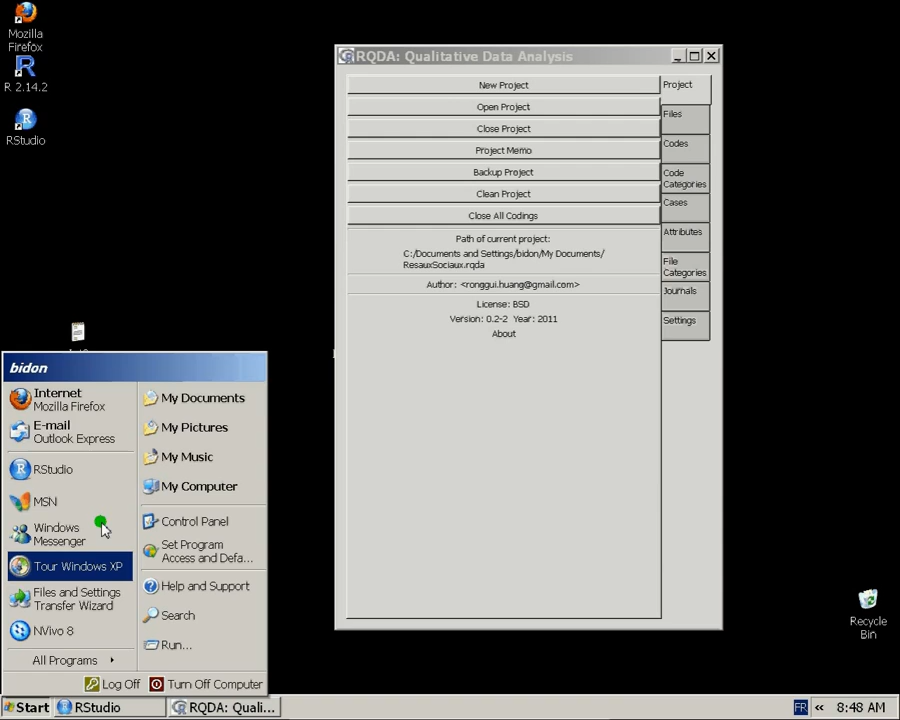 Mozilla
Firefox
R 2.14.2
RStudio
RQDA: Qualitative Data Analysis
New Project
Open Project
Close Project
Project Memo
Backup Project
Clean Project
Close All Codings
Path of current project:
C:/Documents and Settings/bidon/My Documents/
ResauxSociaux.rqda
Author: <ronggui.huang@gmail.com>
License: BSD
Version: 0.2-2 Year: 2011
About
Project
Files
Codes
Code
Categories
Cases
Attributes
File
Categories
Journals
Settings
bidon
Internet
Mozilla Firefox
E-mail
Outlook Express
RStudio
MSN
Windows
Messenger
Tour Windows XP
Files and Settings
Transfer Wizard
NVivo 8
All Programs
My Documents
My Pictures
My Music
My Computer
Control Panel
Set Program
Access and Defa...
Help and Support
Search
Run...
Log Off
Turn Off Computer
Recycle
Bin
Start
RStudio
RQDA: Quali...
FR
8:48 AM